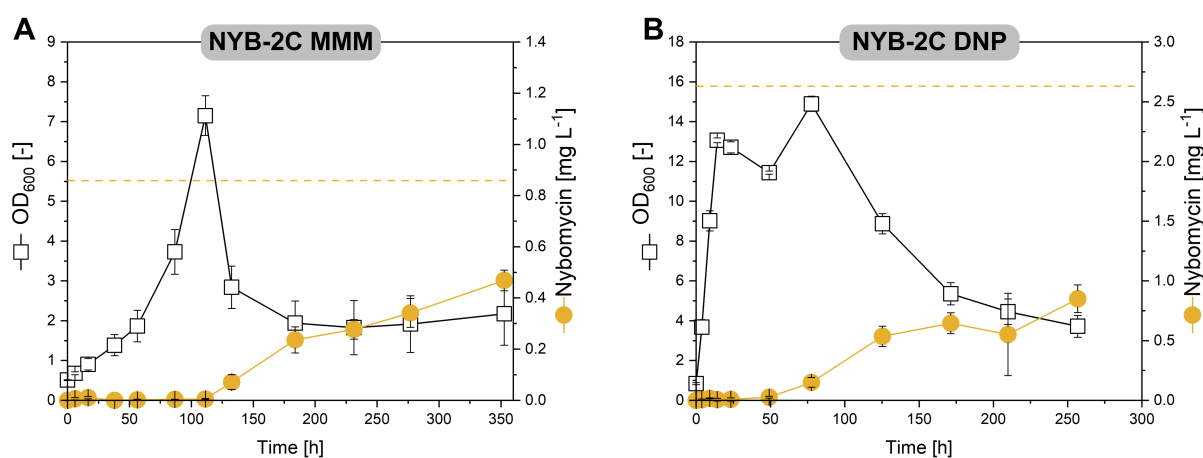 A
NYB-2C MMM
OD600 [-]
9
8
7
6
5
4
3
2
1
0
1.4
1.2
1.0
0.8
0.6
0.4
0.2
0.0
Nybomycin [mg L-1]
0 50 100 150 200 250 300 350
Time [h]
B
NYB-2C DNP
OD600 [-]
18
16
14
12
10
8
6
4
2
0
3.0
2.5
2.0
1.5
1.0
0.5
0.0
Nybomycin [mg L-1]
0 50 100 150 200 250 300
Time [h]